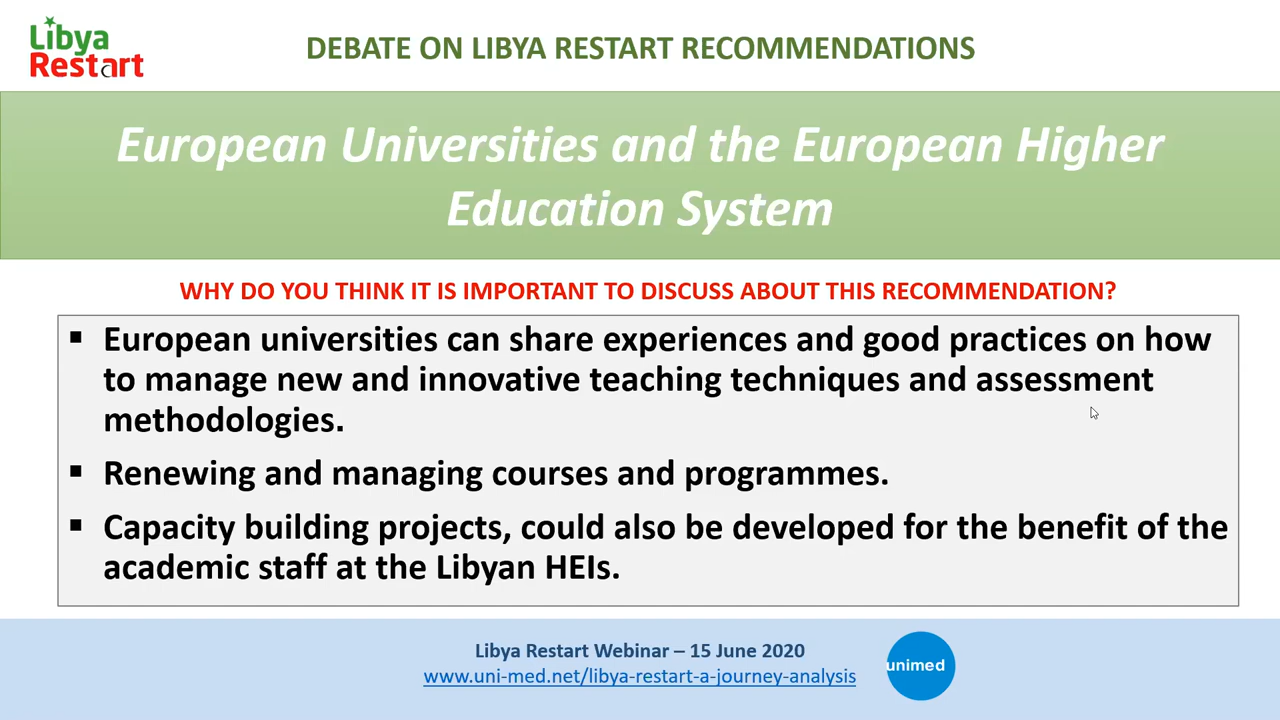 Libya
Restart
DEBATE ON LIBYA RESTART RECOMMENDATIONS
European Universities and the European Higher
Education System
WHY DO YOU THINK IT IS IMPORTANT TO DISCUSS ABOUT THIS RECOMMENDATION?
▪ European universities can share experiences and good practices on how
to manage new and innovative teaching techniques and assessment
methodologies.
▪ Renewing and managing courses and programmes.
▪ Capacity building projects, could also be developed for the benefit of the
academic staff at the Libyan HEIs.
Libya Restart Webinar – 15 June 2020
www.uni-med.net/libya-restart-a-journey-analysis
unimed